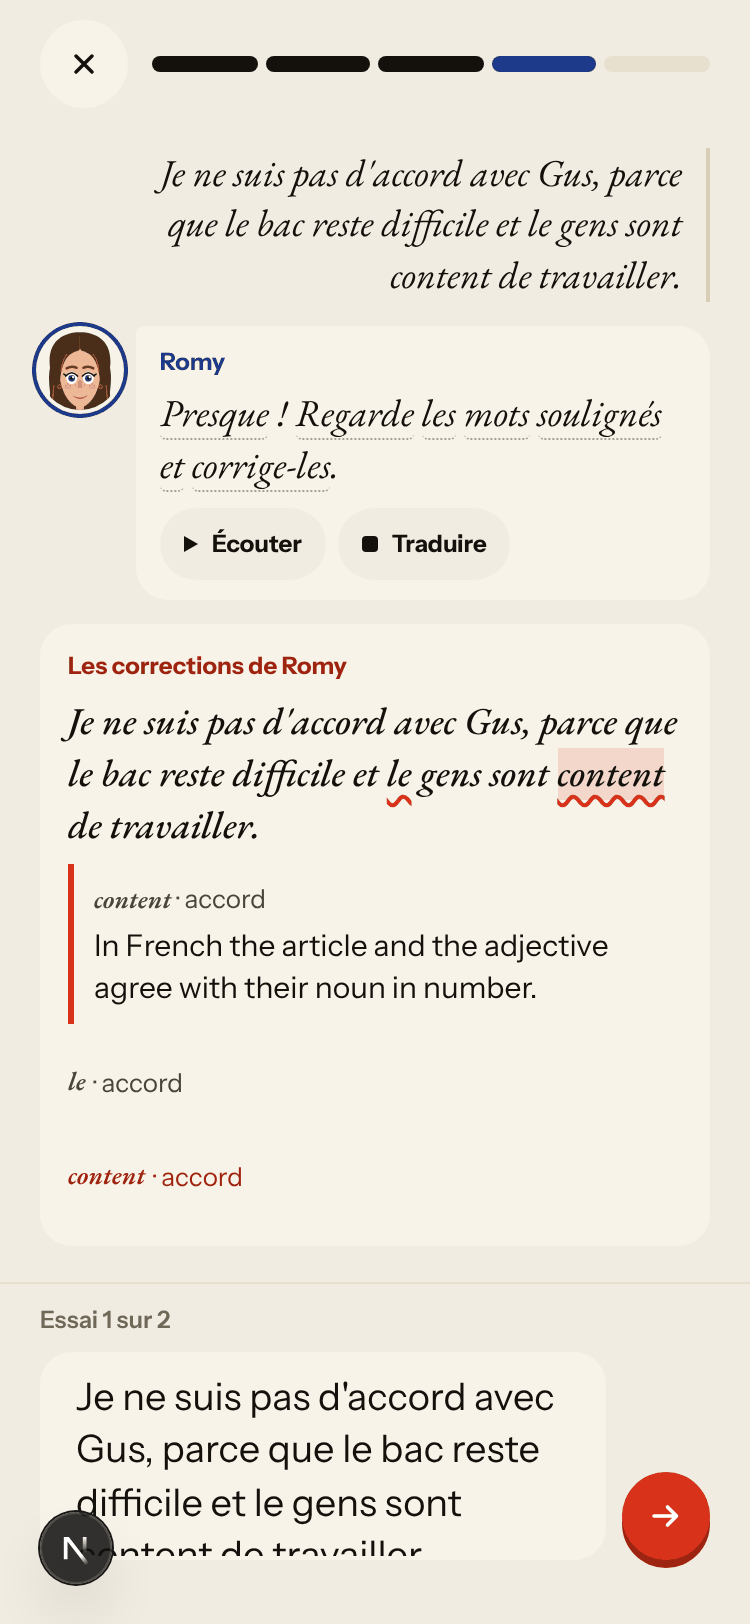 Je ne suis pas d'accord avec Gus, parce
que le bac reste difficile et le gens sont
content de travailler.
Romy
Presque ! Regarde les mots soulignés
et corrige-les.
Écouter
Traduire
Les corrections de Romy
Je ne suis pas d'accord avec Gus, parce que
le bac reste difficile et le gens sont content
de travailler.
content · accord
In French the article and the adjective
agree with their noun in number.
le · accord
content · accord
Essai 1 sur 2
Je ne suis pas d'accord avec
Gus, parce que le bac reste
difficile et le gens sont
content de travailler
N